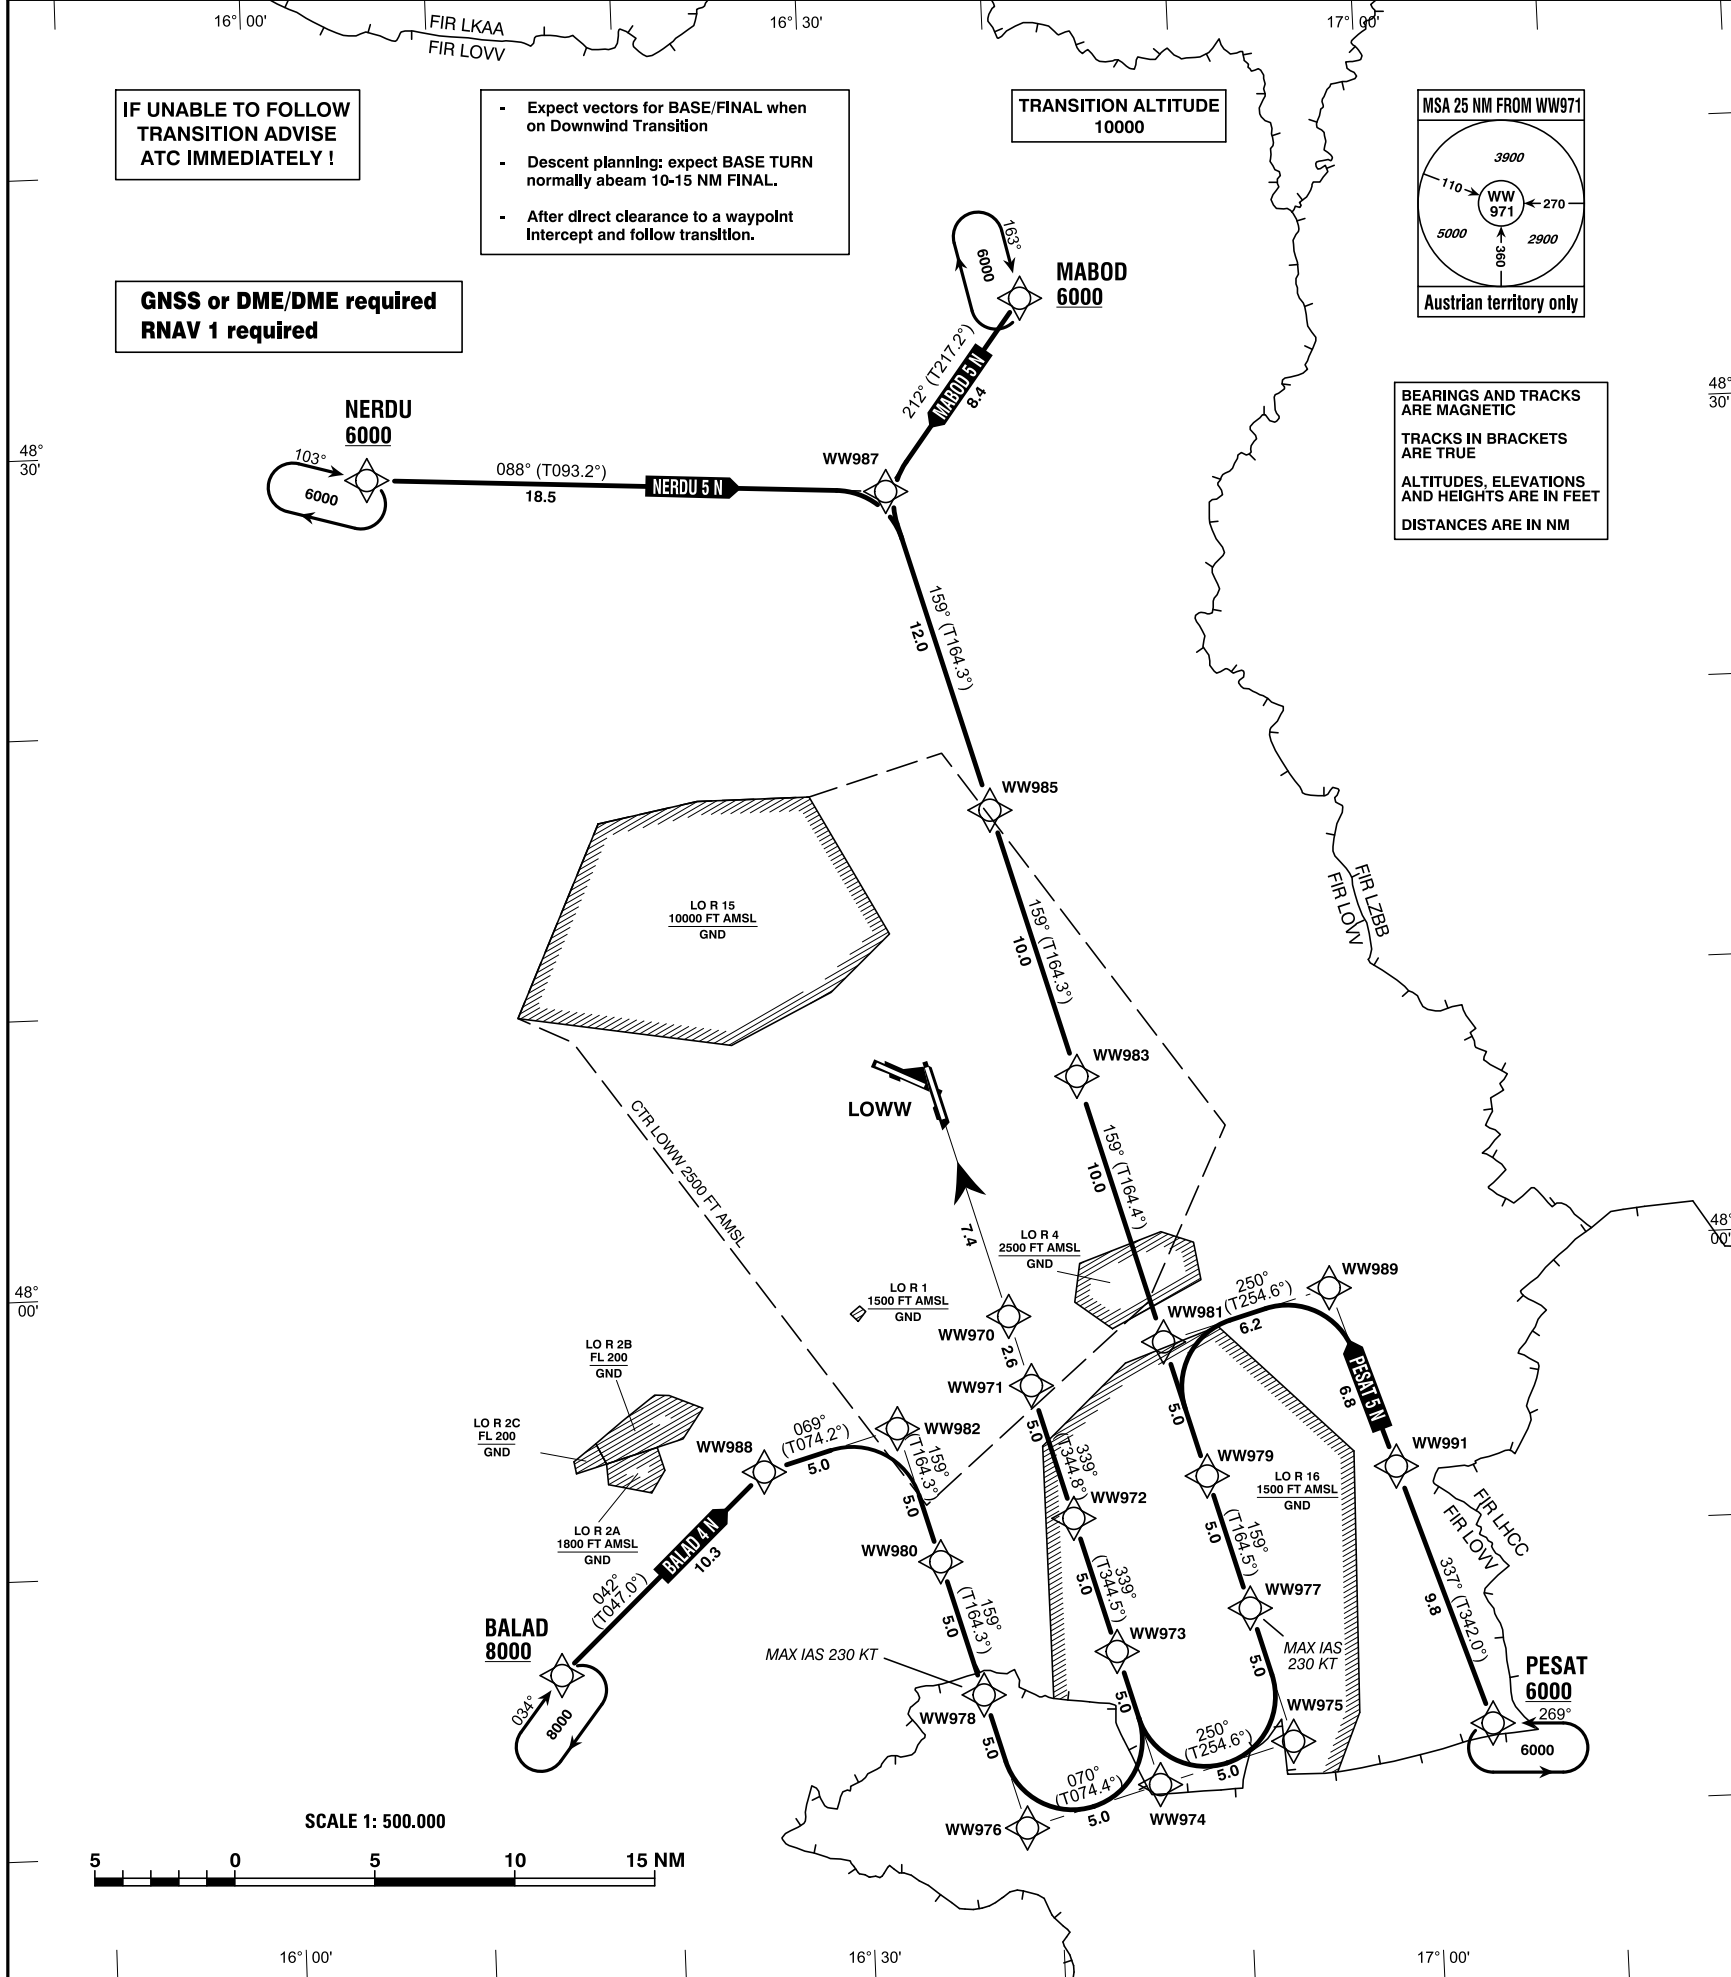 16° 00'
FIR LKAA
FIR LOVV
16° 30'
17° 00'
IF UNABLE TO FOLLOW
TRANSITION ADVISE
ATC IMMEDIATELY !
- Expect vectors for BASE/FINAL when
on Downwind Transition
- Descent planning: expect BASE TURN
normally abeam 10-15 NM FINAL.
- After direct clearance to a waypoint
Intercept and follow transition.
TRANSITION ALTITUDE
10000
MSA 25 NM FROM WW971
3900
110
WW
971
270
5000
2900
360
Austrian territory only
GNSS or DME/DME required
RNAV 1 required
163°
6000
MABOD
6000
212° (T217.2°)
MABOD 5 N
8.4
BEARINGS AND TRACKS
ARE MAGNETIC
TRACKS IN BRACKETS
ARE TRUE
ALTITUDES, ELEVATIONS
AND HEIGHTS ARE IN FEET
DISTANCES ARE IN NM
48°
30'
NERDU
6000
48°
30'
103°
6000
088° (T093.2°)
18.5
NERDU 5 N
WW987
159° (T164.3°)
12.0
WW985
LO R 15
10000 FT AMSL
GND
159° (T164.3°)
10.0
FIR LZBB
FIR LOVV
WW983
LOWW
CTR LOWW 2500 FT AMSL
159° (T164.4°)
10.0
7.4
LO R 4
2500 FT AMSL
GND
48°
00'
48°
00'
LO R 1
1500 FT AMSL
GND
WW970
2.6
WW981
250°
(T254.6°)
6.2
WW989
PESAT 5 N
6.8
LO R 2B
FL 200
GND
WW971
5.0
5.0
LO R 2C
FL 200
GND
WW988
069°
(T074.2°)
5.0
WW982
159°
(T164.3°)
5.0
339°
(T344.8°)
WW979
WW991
LO R 16
1500 FT AMSL
GND
WW972
LO R 2A
1800 FT AMSL
GND
BALAD 4 N
10.3
042°
(T047.0°)
WW980
159°
(T164.5°)
5.0
FIR LHCC
FIR LOVV
339°
(T344.5°)
5.0
WW977
337° (T342.0°)
9.8
BALAD
8000
159°
(T164.3°)
5.0
WW973
MAX IAS 230 KT
MAX IAS
230 KT
5.0
5.0
PESAT
6000
269°
6000
034°
8000
WW978
WW975
5.0
250°
(T254.6°)
5.0
070°
(T074.4°)
5.0
WW974
WW976
SCALE 1: 500.000
5 0 5 10 15 NM
16° 00'
16° 30'
17° 00'